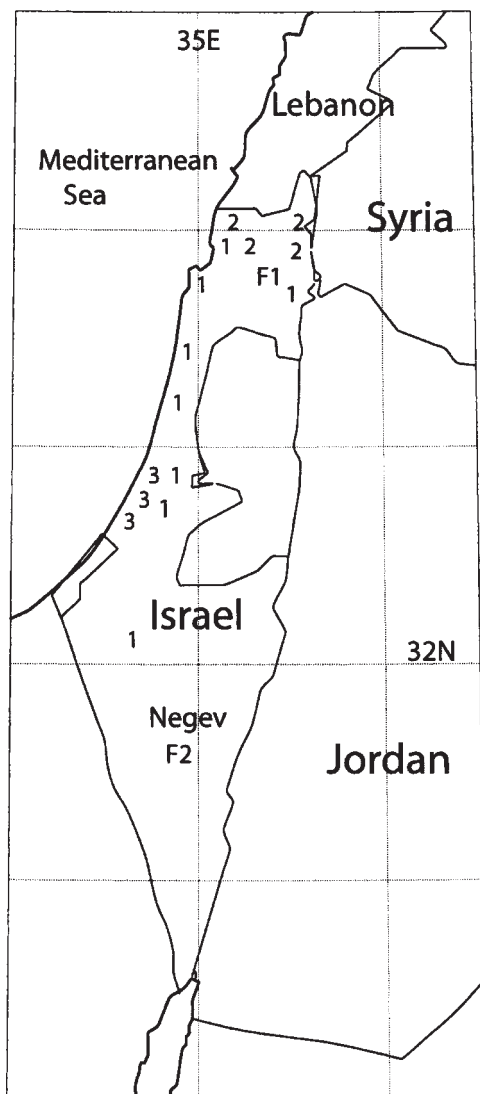 35E
Lebanon
Mediterranean
Sea
Syria
2 2
1 2 2
F1
1 1
1
1
3 1
3 1
3
Israel
1
32N
Negev
F2
Jordan